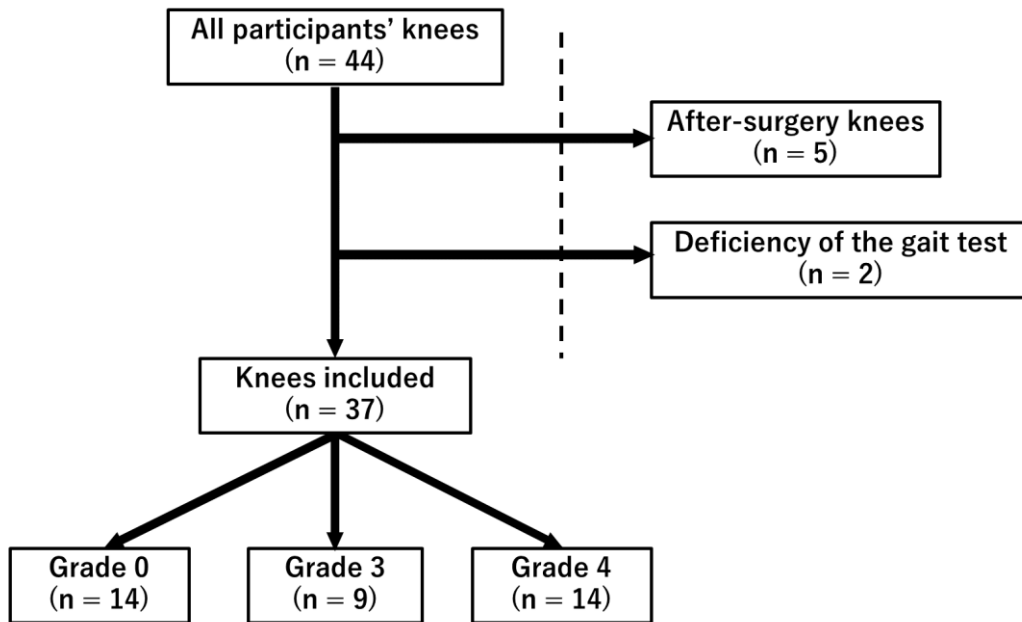 All participants’ knees
(n = 44)
After-surgery knees
(n = 5)
Deficiency of the gait test
(n = 2)
Knees included
(n = 37)
Grade 0
(n = 14)
Grade 3
(n = 9)
Grade 4
(n = 14)